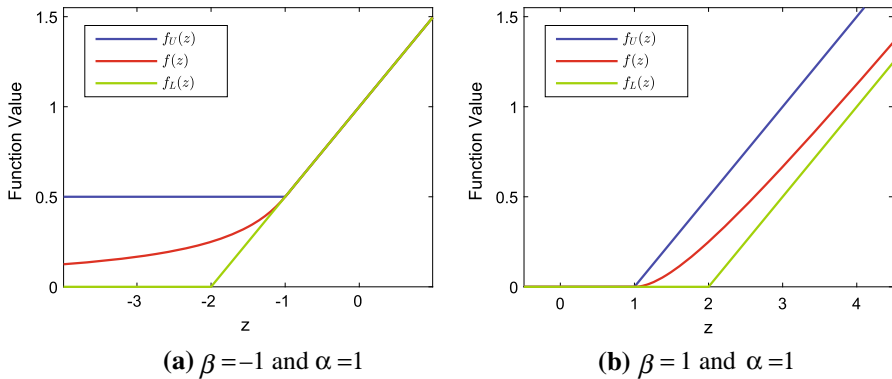 1.5
1
0.5
0
Function Value
f_U(z)
f(z)
f_L(z)
-3
-2
-1
0
z
(a) β = –1 and α = 1
1.5
1
0.5
0
Function Value
f_U(z)
f(z)
f_L(z)
0
1
2
3
4
z
(b) β = 1 and α = 1